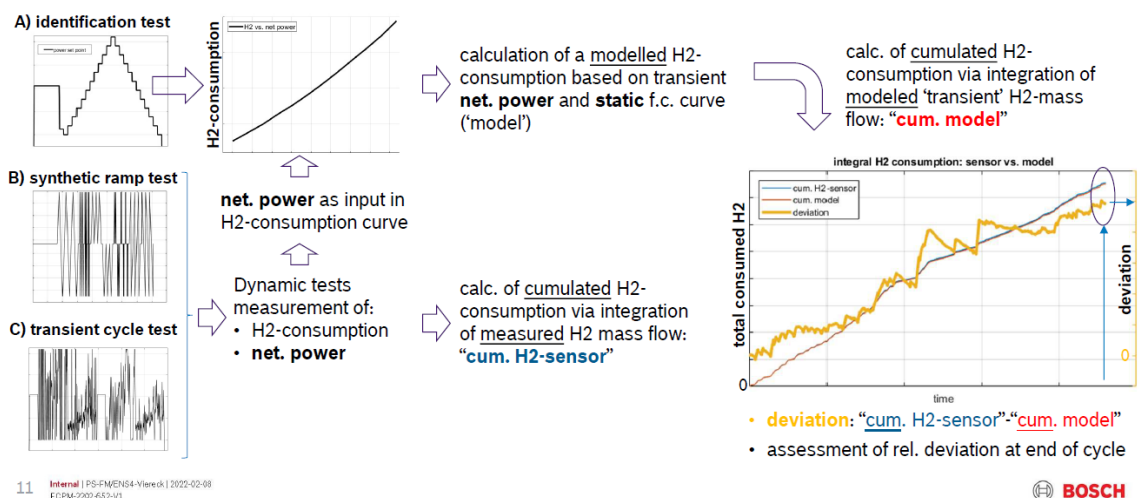 A) identification test
power set point
H2 vs. net power
H2-consumption
calculation of a modelled H2-
consumption based on transient
net. power and static f.c. curve
('model')
calc. of cumulated H2-
consumption via integration of
modeled 'transient' H2-mass
flow: "cum. model"
B) synthetic ramp test
net. power as input in
H2-consumption curve
Dynamic tests
measurement of:
• H2-consumption
• net. power
calc. of cumulated H2-
consumption via integration
of measured H2 mass flow:
"cum. H2-sensor"
C) transient cycle test
integral H2 consumption: sensor vs. model
cum. H2-sensor
cum. model
deviation
total consumed H2
0
time
deviation
0
• deviation: "cum. H2-sensor"-"cum. model"
• assessment of rel. deviation at end of cycle
11
Internal | PS-FM/ENS4-Viereck | 2022-02-08
FCPM-2202-652-V1
BOSCH